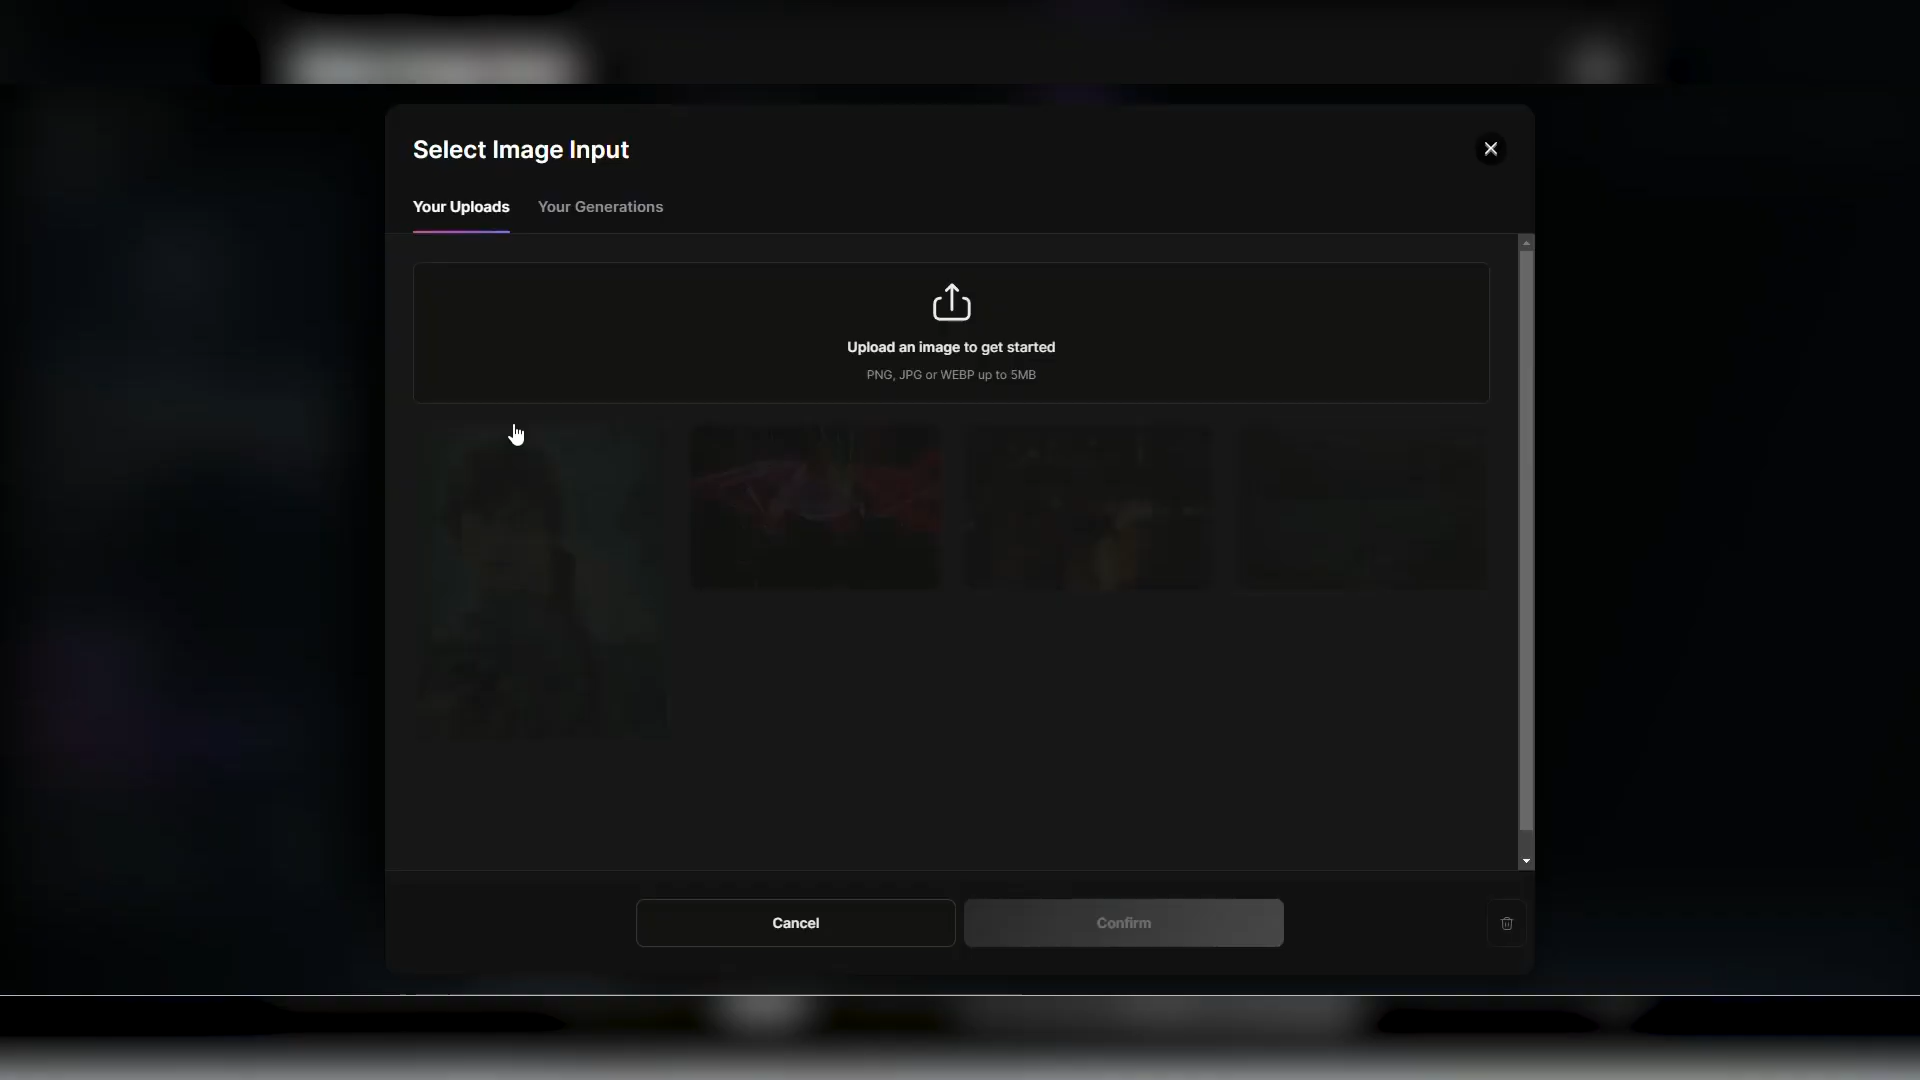 Select Image Input
Your Uploads Your Generations
Upload an image to get started
PNG, JPG or WEBP up to 5MB
Cancel Confirm